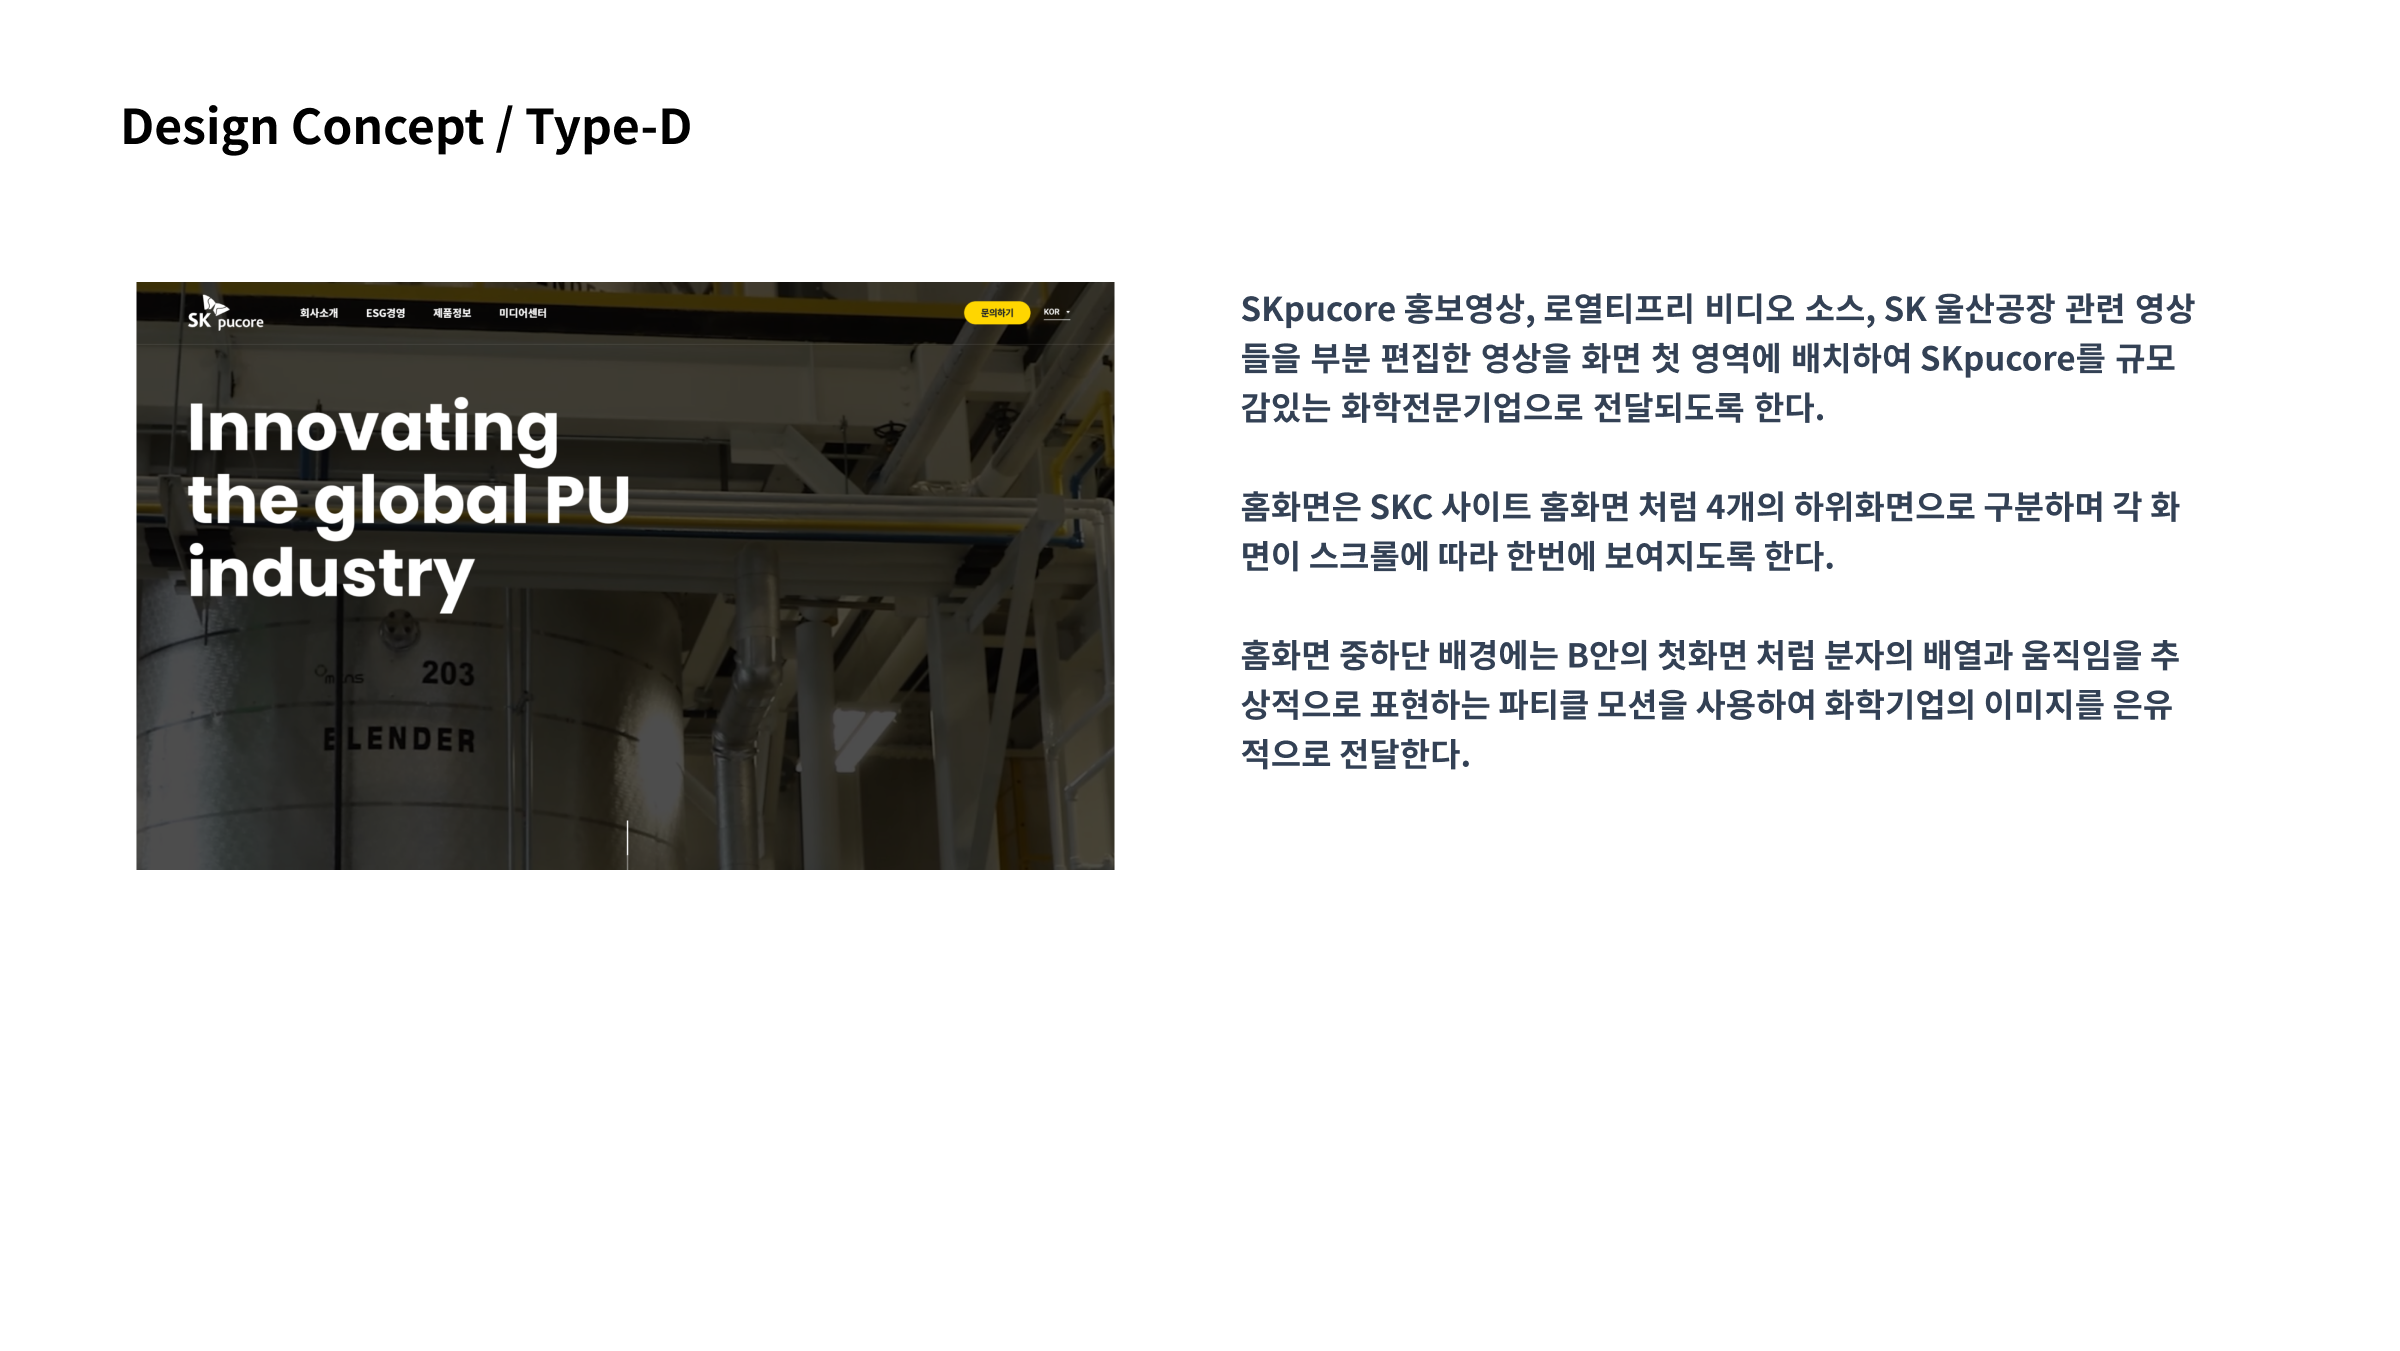 Design Concept / Type-D
SK pucore
회사소개 ESG경영 제품정보 미디어센터
문의하기 KOR
Innovating
the global PU
industry
203
BLENDER
SKpucore 홍보영상, 로열티프리 비디오 소스, SK 울산공장 관련 영상
들을 부분 편집한 영상을 화면 첫 영역에 배치하여 SKpucore를 규모
감있는 화학전문기업으로 전달되도록 한다.
홈화면은 SKC 사이트 홈화면 처럼 4개의 하위화면으로 구분하며 각 화
면이 스크롤에 따라 한번에 보여지도록 한다.
홈화면 중하단 배경에는 B안의 첫화면 처럼 분자의 배열과 움직임을 추
상적으로 표현하는 파티클 모션을 사용하여 화학기업의 이미지를 은유
적으로 전달한다.